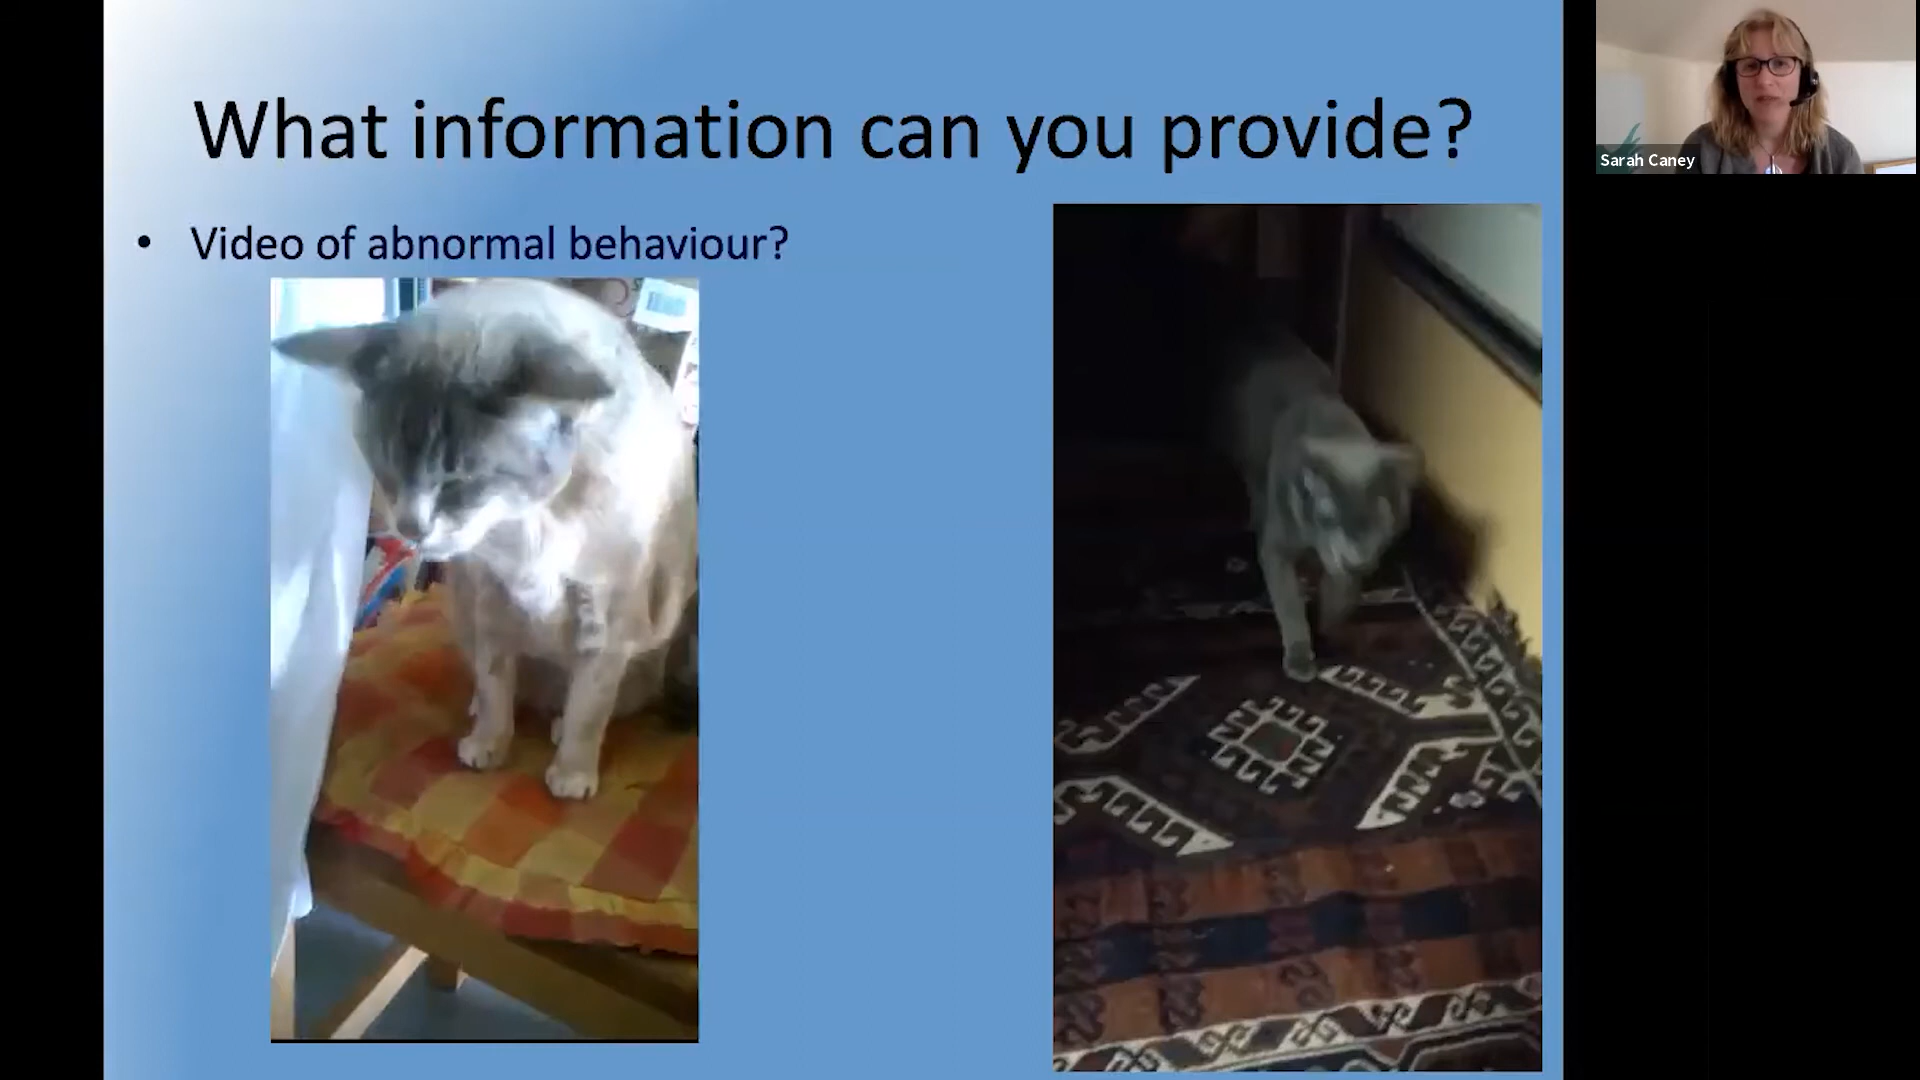 What information can you provide?
• Video of abnormal behaviour?
Sarah Caney